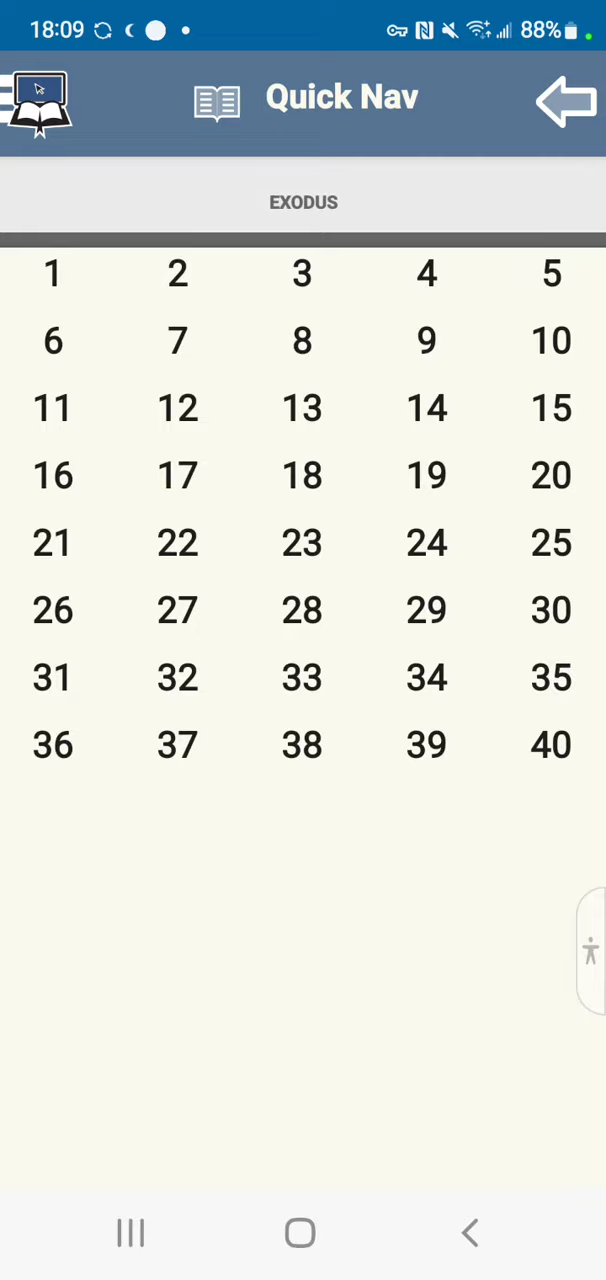 18:09 88%
Quick Nav
EXODUS
1 2 3 4 5
6 7 8 9 10
11 12 13 14 15
16 17 18 19 20
21 22 23 24 25
26 27 28 29 30
31 32 33 34 35
36 37 38 39 40